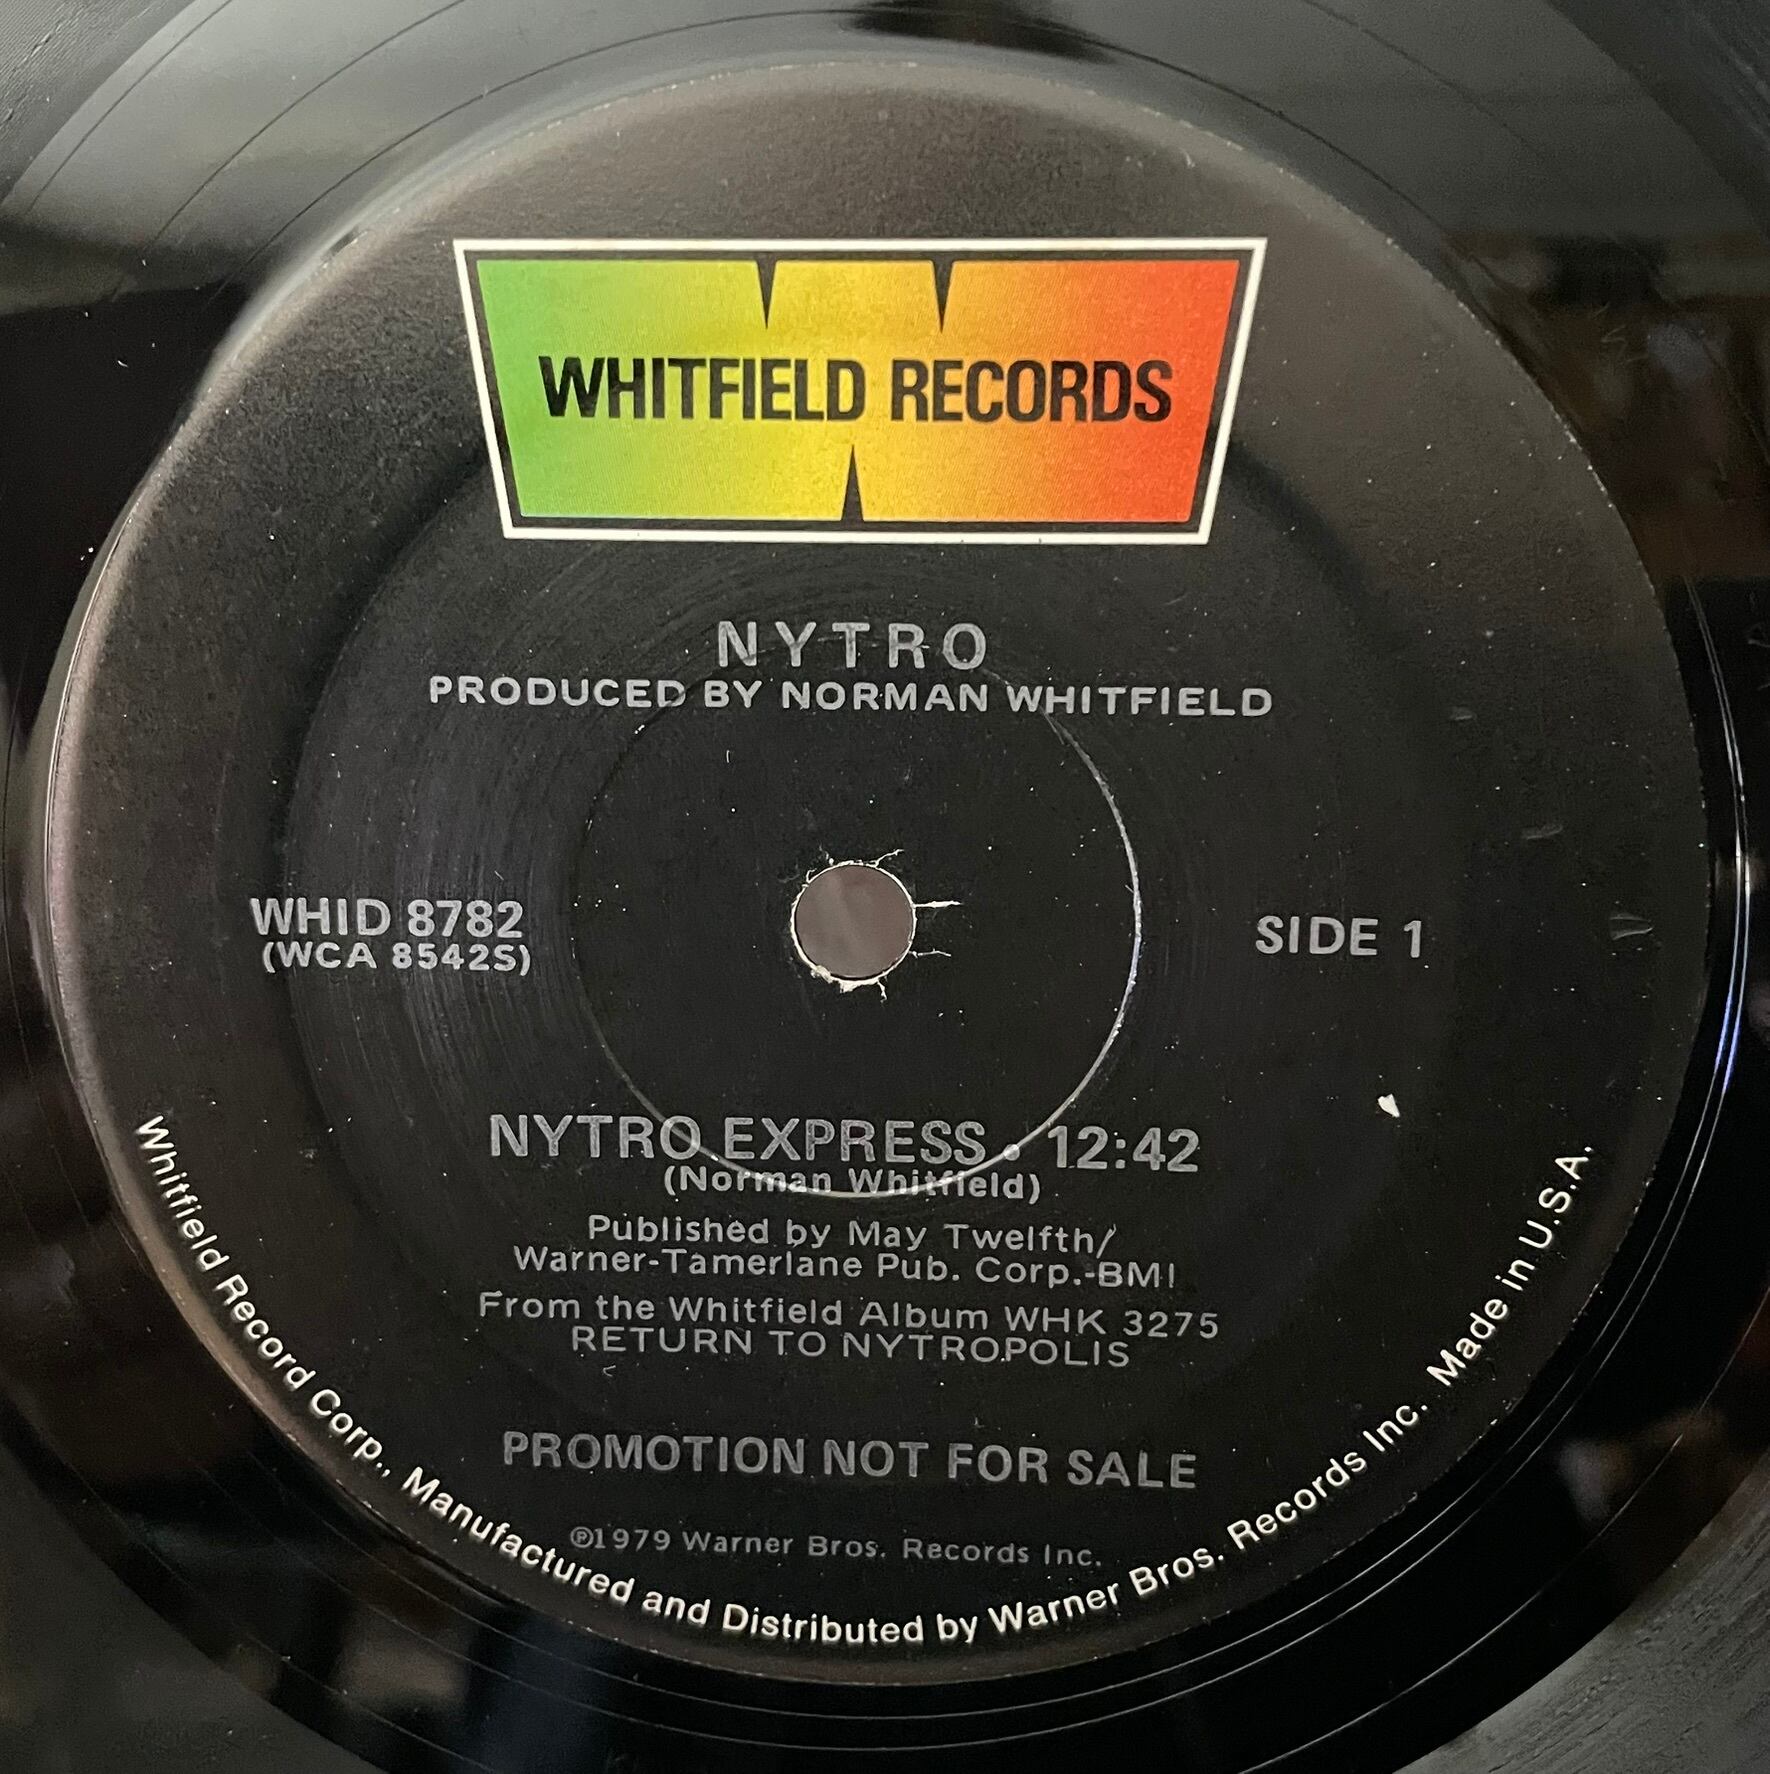 WHITFIELD RECORDS
NYTRO
PRODUCED BY NORMAN WHITFIELD
WHID 8782
(WCA 8542S)
SIDE 1
NYTRO EXPRESS • 12:42
(Norman Whitfield)
Published by May Twelfth/
Warner-Tamerlane Pub. Corp.-BMI
From the Whitfield Album WHK 3275
RETURN TO NYTROPOLIS
PROMOTION NOT FOR SALE
℗1979 Warner Bros. Records Inc.
Whitfield Record Corp., Manufactured and Distributed by Warner Bros. Records Inc. Made in U.S.A.